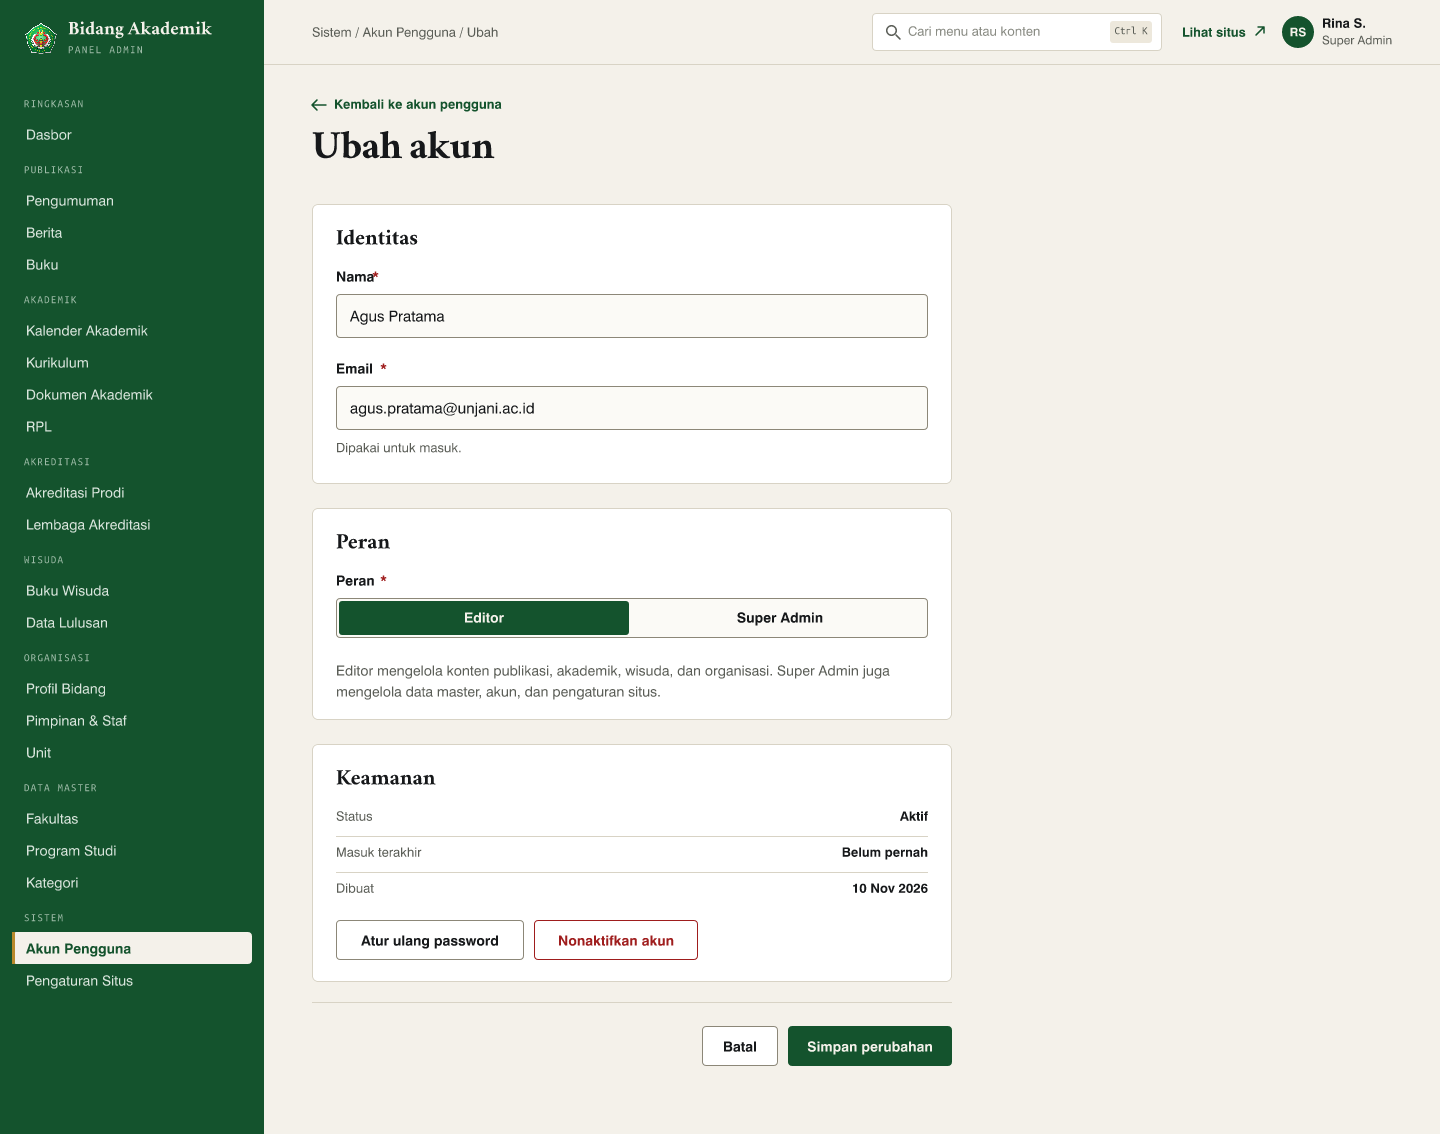 Bidang Akademik
PANEL ADMIN
RINGKASAN
Dasbor
PUBLIKASI
Pengumuman
Berita
Buku
AKADEMIK
Kalender Akademik
Kurikulum
Dokumen Akademik
RPL
AKREDITASI
Akreditasi Prodi
Lembaga Akreditasi
WISUDA
Buku Wisuda
Data Lulusan
ORGANISASI
Profil Bidang
Pimpinan & Staf
Unit
DATA MASTER
Fakultas
Program Studi
Kategori
SISTEM
Akun Pengguna
Pengaturan Situs
Sistem / Akun Pengguna / Ubah
Cari menu atau konten
Ctrl K
Lihat situs
RS
Rina S.
Super Admin
Kembali ke akun pengguna
Ubah akun
Identitas
Nama*
Agus Pratama
Email *
agus.pratama@unjani.ac.id
Dipakai untuk masuk.
Peran
Peran *
Editor
Super Admin
Editor mengelola konten publikasi, akademik, wisuda, dan organisasi. Super Admin juga
mengelola data master, akun, dan pengaturan situs.
Keamanan
Status Aktif
Masuk terakhir Belum pernah
Dibuat 10 Nov 2026
Atur ulang password
Nonaktifkan akun
Batal
Simpan perubahan